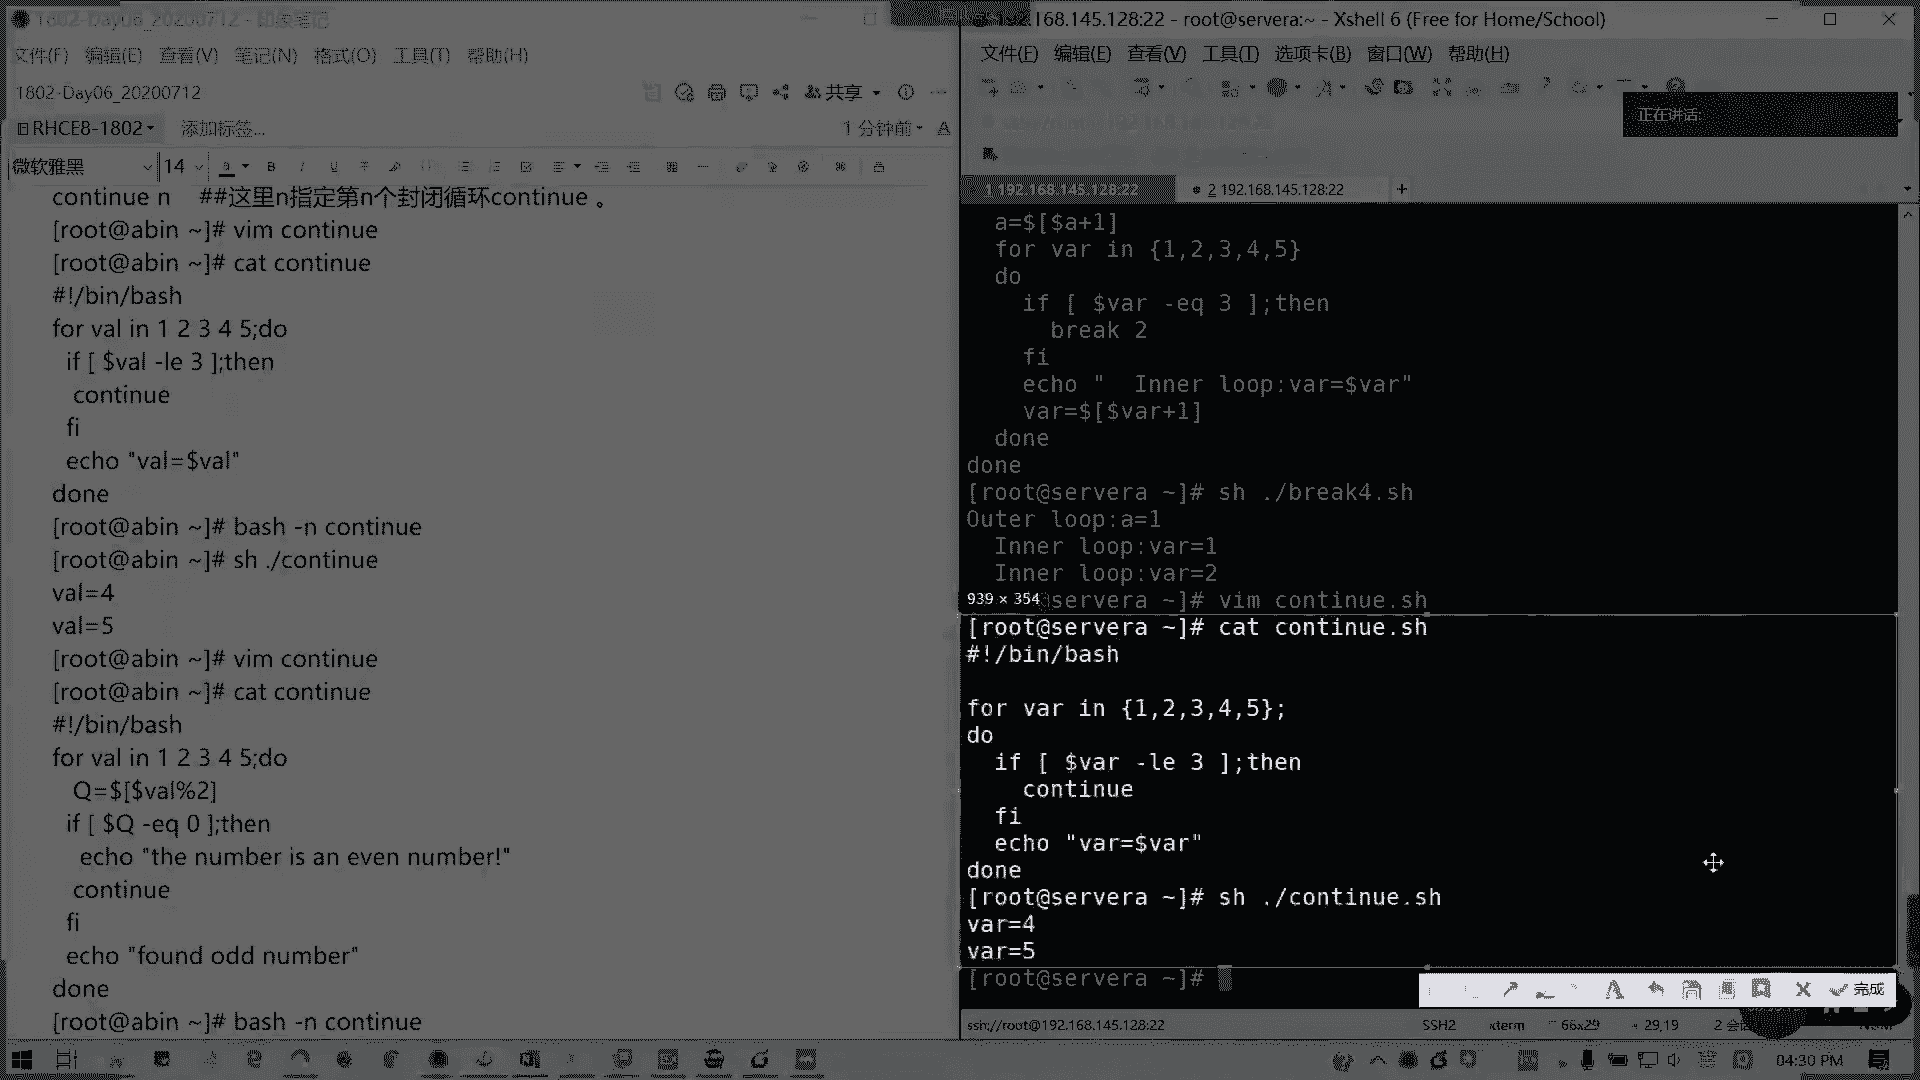 1802-Day06_20200712 - 印象笔记
文件(F) 编辑(E) 查看(V) 笔记(N) 格式(O) 工具(T) 帮助(H)
1802-Day06_20200712
共享
RHCE8-1802
添加标签...
1 分钟前
微软雅黑
14
continue n ##这里n指定第n个封闭循环continue 。
[root@abin ~]# vim continue
[root@abin ~]# cat continue
#!/bin/bash
for val in 1 2 3 4 5;do
if [ $val -le 3 ];then
continue
fi
echo "val=$val"
done
[root@abin ~]# bash -n continue
[root@abin ~]# sh ./continue
val=4
val=5
[root@abin ~]# vim continue
[root@abin ~]# cat continue
#!/bin/bash
for val in 1 2 3 4 5;do
Q=$[$val%2]
if [ $Q -eq 0 ];then
echo "the number is an even number!"
continue
fi
echo "found odd number"
done
[root@abin ~]# bash -n continue
.168.145.128:22 - root@servera:~ - Xshell 6 (Free for Home/School)
文件(F) 编辑(E) 查看(V) 工具(T) 选项卡(B) 窗口(W) 帮助(H)
正在讲话:
1 192.168.145.128:22
2 192.168.145.128:22
a=$[$a+1]
for var in {1,2,3,4,5}
do
if [ $var -eq 3 ];then
break 2
fi
echo "  Inner loop:var=$var"
var=$[$var+1]
done
done
[root@servera ~]# sh ./break4.sh
Outer loop:a=1
Inner loop:var=1
Inner loop:var=2
939 × 354
servera ~]# vim continue.sh
[root@servera ~]# cat continue.sh
#!/bin/bash
for var in {1,2,3,4,5};
do
if [ $var -le 3 ];then
continue
fi
echo "var=$var"
done
[root@servera ~]# sh ./continue.sh
var=4
var=5
[root@servera ~]#
完成
ssh://root@192.168.145.128:22
SSH2
xterm
66x29
29,19
04:30 PM